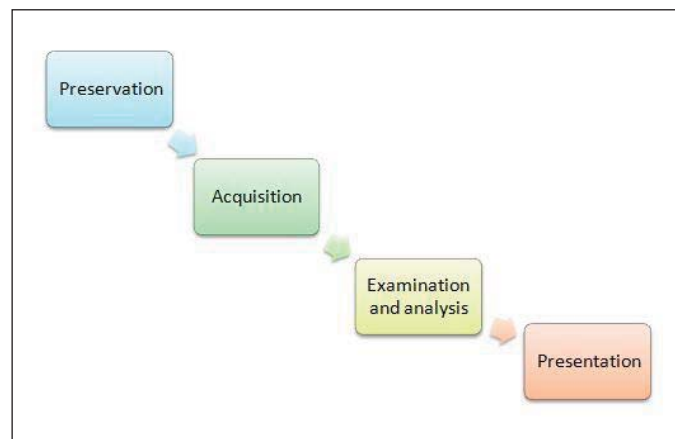 Preservation
Acquisition
Examination
and analysis
Presentation